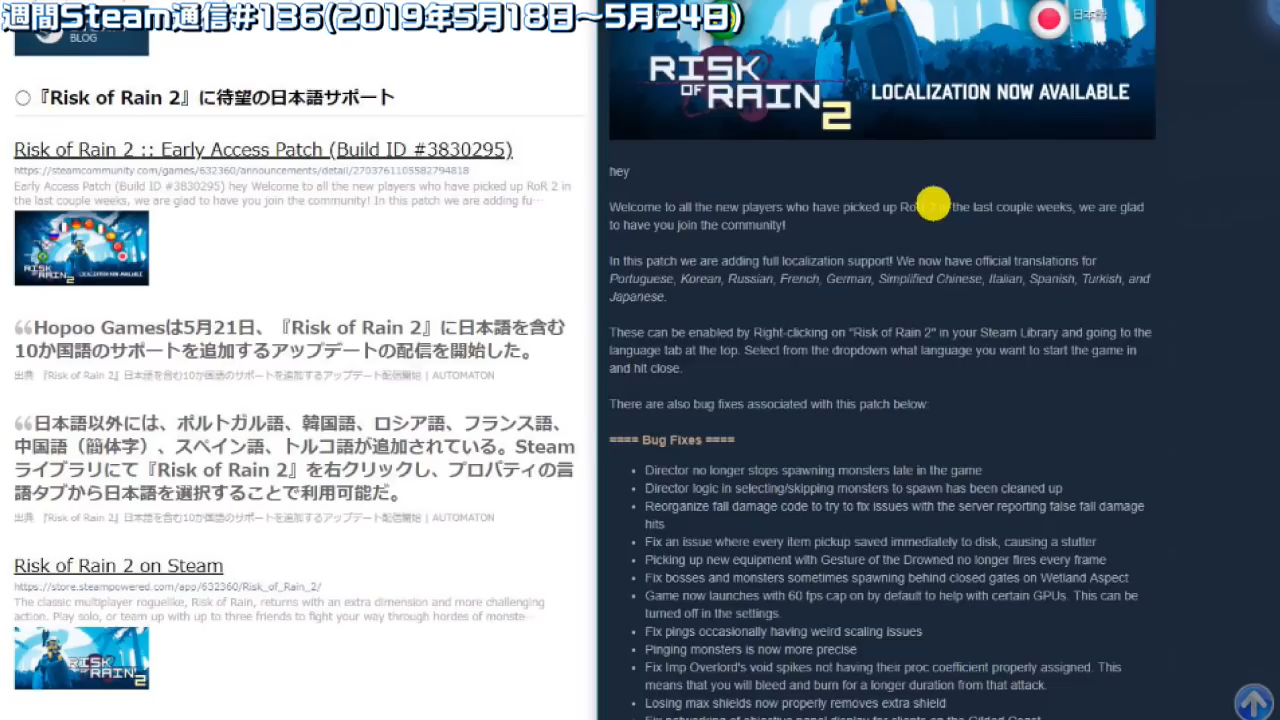 週間Steam通信#136(2019年5月18日～5月24日)
BLOG
○『Risk of Rain 2』に待望の日本語サポート
Risk of Rain 2 :: Early Access Patch (Build ID #3830295)
https://steamcommunity.com/games/632360/announcements/detail/2703761105582794818
Early Access Patch (Build ID #3830295) hey Welcome to all the new players who have picked up RoR 2 in
the last couple weeks, we are glad to have you join the community! In this patch we are adding fu…
RISK
OF RAIN 2
LOCALIZATION NOW AVAILABLE
Hopoo Gamesは5月21日、『Risk of Rain 2』に日本語を含む
10か国語のサポートを追加するアップデートの配信を開始した。
出典 『Risk of Rain 2』日本語を含む10か国語のサポートを追加するアップデート配信開始 | AUTOMATON
日本語以外には、ポルトガル語、韓国語、ロシア語、フランス語、
中国語（簡体字）、スペイン語、トルコ語が追加されている。Steam
ライブラリにて『Risk of Rain 2』を右クリックし、プロパティの言
語タブから日本語を選択することで利用可能だ。
出典 『Risk of Rain 2』日本語を含む10か国語のサポートを追加するアップデート配信開始 | AUTOMATON
Risk of Rain 2 on Steam
https://store.steampowered.com/app/632360/Risk_of_Rain_2/
The classic multiplayer roguelike, Risk of Rain, returns with an extra dimension and more challenging
action. Play solo, or team up with up to three friends to fight your way through hordes of monste…
RISK
OF RAIN 2
日本語
RISK
OF RAIN 2
LOCALIZATION NOW AVAILABLE
hey
Welcome to all the new players who have picked up RoR 2 in the last couple weeks, we are glad
to have you join the community!
In this patch we are adding full localization support! We now have official translations for
Portuguese, Korean, Russian, French, German, Simplified Chinese, Italian, Spanish, Turkish, and
Japanese.
These can be enabled by Right-clicking on "Risk of Rain 2" in your Steam Library and going to the
language tab at the top. Select from the dropdown what language you want to start the game in
and hit close.
There are also bug fixes associated with this patch below:
==== Bug Fixes ====
• Director no longer stops spawning monsters late in the game
• Director logic in selecting/skipping monsters to spawn has been cleaned up
• Reorganize fall damage code to try to fix issues with the server reporting false fall damage
hits
• Fix an issue where every item pickup saved immediately to disk, causing a stutter
• Picking up new equipment with Gesture of the Drowned no longer fires every frame
• Fix bosses and monsters sometimes spawning behind closed gates on Wetland Aspect
• Game now launches with 60 fps cap on by default to help with certain GPUs. This can be
turned off in the settings.
• Fix pings occasionally having weird scaling issues
• Pinging monsters is now more precise
• Fix Imp Overlord's void spikes not having their proc coefficient properly assigned. This
means that you will bleed and burn for a longer duration from that attack.
• Losing max shields now properly removes extra shield
• Fix networking of objective panel display for clients on the Gilded Coast